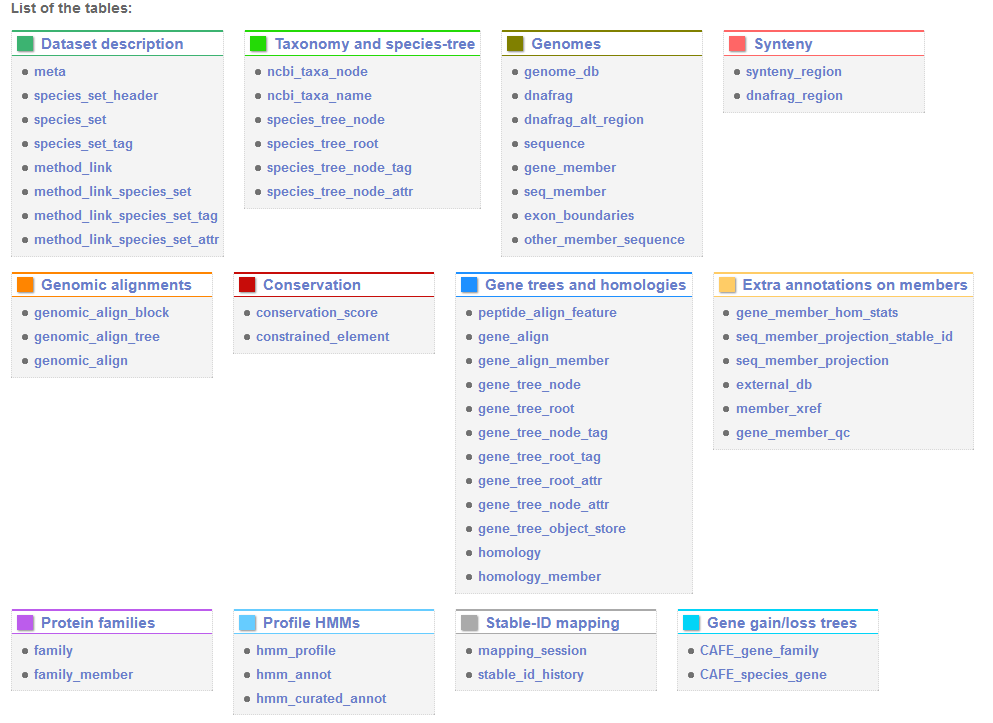 List of the tables:
Dataset description
meta
species_set_header
species_set
species_set_tag
method_link
method_link_species_set
method_link_species_set_tag
method_link_species_set_attr
Taxonomy and species-tree
ncbi_taxa_node
ncbi_taxa_name
species_tree_node
species_tree_root
species_tree_node_tag
species_tree_node_attr
Genomes
genome_db
dnafrag
dnafrag_alt_region
sequence
gene_member
seq_member
exon_boundaries
other_member_sequence
Synteny
synteny_region
dnafrag_region
Genomic alignments
genomic_align_block
genomic_align_tree
genomic_align
Conservation
conservation_score
constrained_element
Gene trees and homologies
peptide_align_feature
gene_align
gene_align_member
gene_tree_node
gene_tree_root
gene_tree_node_tag
gene_tree_root_tag
gene_tree_root_attr
gene_tree_node_attr
gene_tree_object_store
homology
homology_member
Extra annotations on members
gene_member_hom_stats
seq_member_projection_stable_id
seq_member_projection
external_db
member_xref
gene_member_qc
Protein families
family
family_member
Profile HMMs
hmm_profile
hmm_annot
hmm_curated_annot
Stable-ID mapping
mapping_session
stable_id_history
Gene gain/loss trees
CAFE_gene_family
CAFE_species_gene